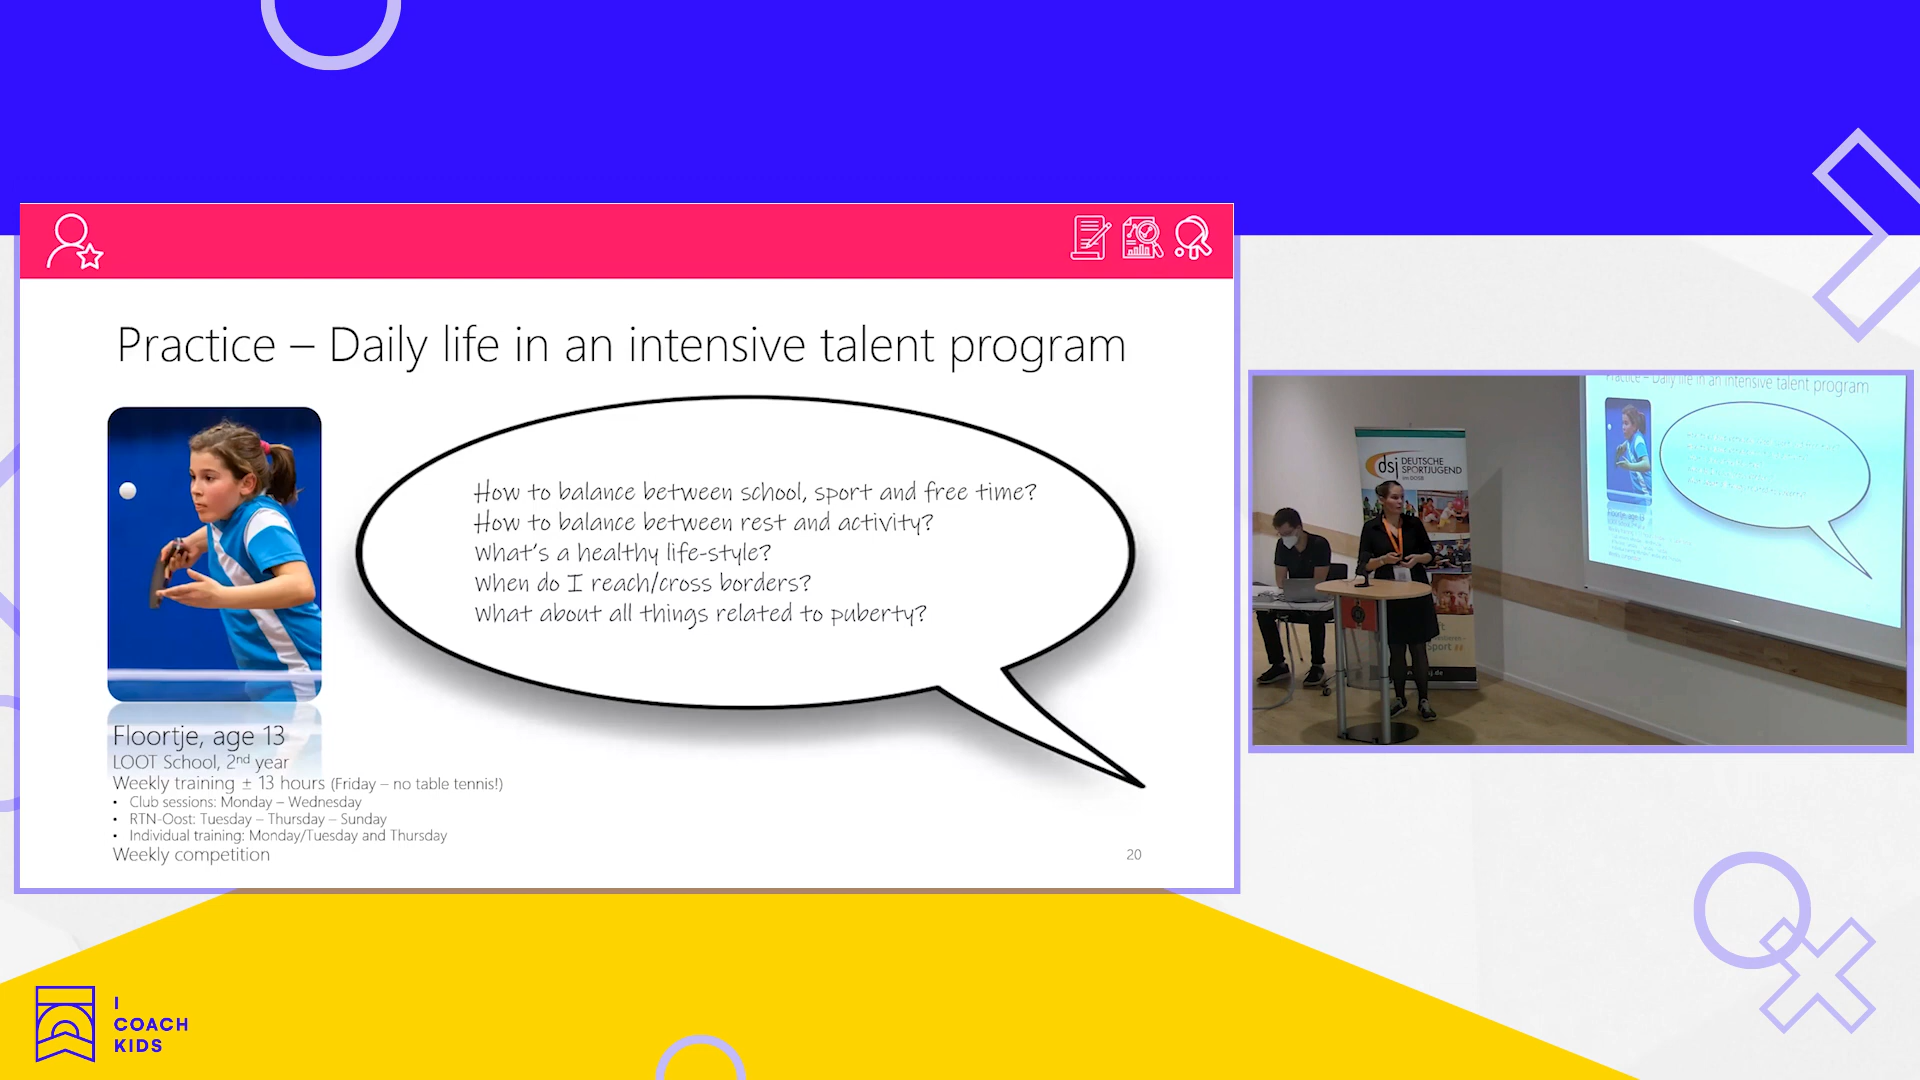 Practice – Daily life in an intensive talent program
How to balance between school, sport and free time?
How to balance between rest and activity?
What's a healthy life-style?
When do I reach/cross borders?
What about all things related to puberty?
Floortje, age 13
LOOT School, 2nd year
Weekly training ± 13 hours (Friday – no table tennis!)
• Club sessions: Monday – Wednesday
• RTN-Oost: Tuesday – Thursday – Sunday
• Individual training: Monday/Tuesday and Thursday
Weekly competition
20
Practice – Daily life in an intensive talent program
dsj DEUTSCHE
SPORTJUGEND
im DOSB
Sport
I
COACH
KIDS